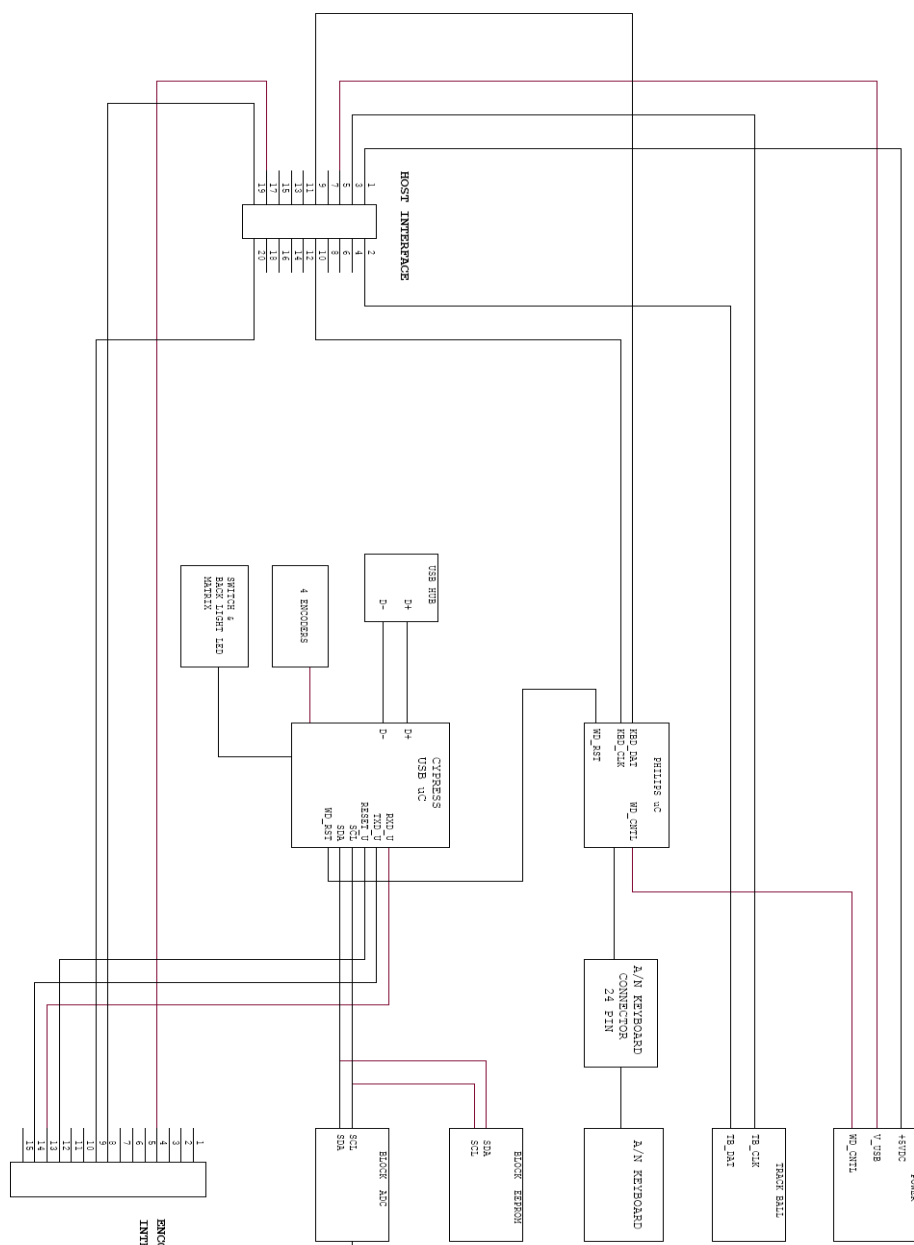 HOST INTERFACE
1
3
5
7
9
11
13
15
17
19
2
4
6
8
10
12
14
16
18
20
USB HUB
D+
D-
4 ENCODERS
SWITCH &
BACK LIGHT LED
MATRIX
CYPRESS
USB uC
D+
D-
RXD_U
TXD_U
RESET_U
SCL
SDA
WD_RST
PHILIPS uC
KBD_DAT
KBD_CLK
WD_RST
WD_CNTL
A/N KEYBOARD
CONNECTOR
24 PIN
A/N KEYBOARD
TRACK BALL
TB_CLK
TB_DAT
+5VDC
V_USB
WD_CNTL
BLOCK EEPROM
SDA
SCL
BLOCK ADC
SCL
SDA
1
2
3
4
5
6
7
8
9
10
11
12
13
14
15